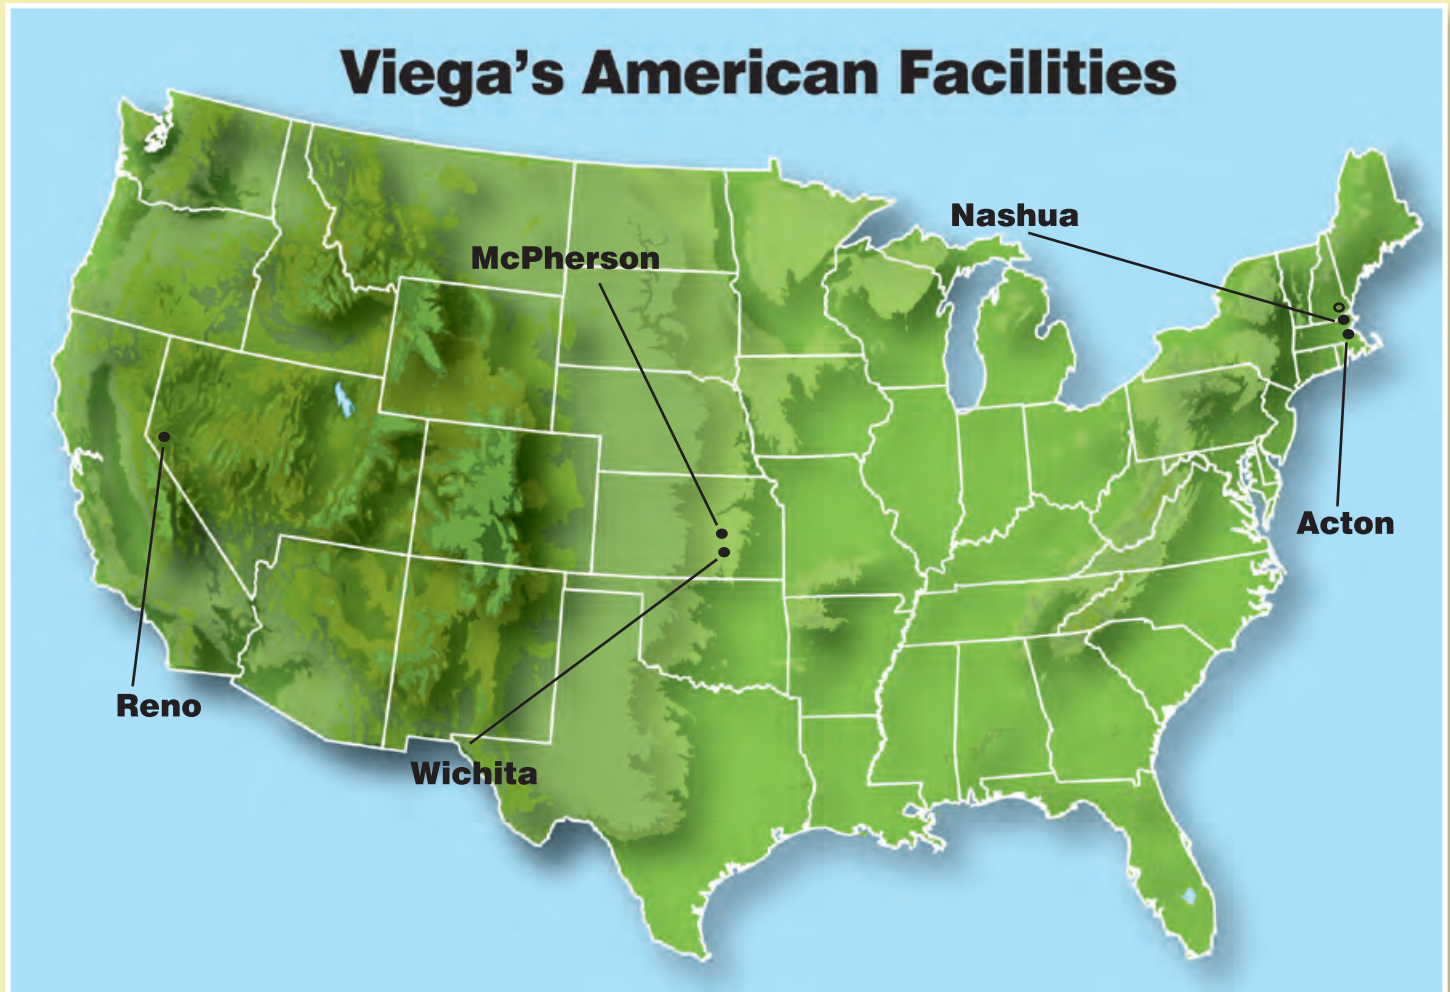 Viega's American Facilities
Nashua
McPherson
Acton
Reno
Wichita